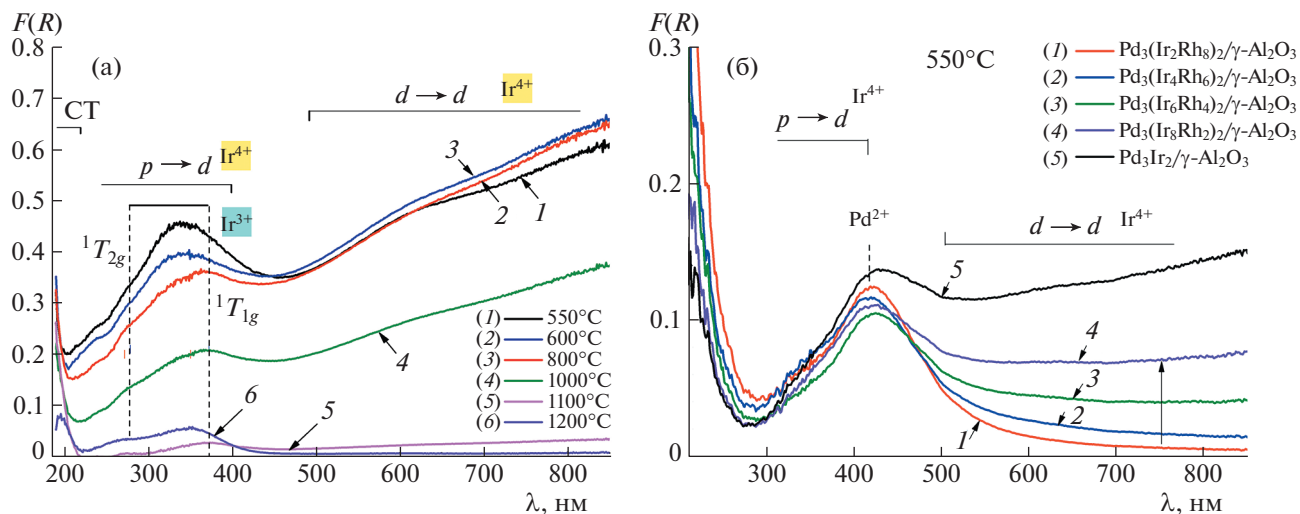 F(R)
(а)
0.8
0.7
0.6
0.5
0.4
0.3
0.2
0.1
0
CT
p → d Ir⁴⁺
Ir³⁺
¹T₂g
¹T₁g
d → d Ir⁴⁺
3
2
1
4
6
5
(1) 550°C
(2) 600°C
(3) 800°C
(4) 1000°C
(5) 1100°C
(6) 1200°C
200 300 400 500 600 700 800
λ, нм
F(R)
(б)
550°C
0.3
0.2
0.1
0
(1) Pd₃(Ir₂Rh₈)₂/γ-Al₂O₃
(2) Pd₃(Ir₄Rh₆)₂/γ-Al₂O₃
(3) Pd₃(Ir₆Rh₄)₂/γ-Al₂O₃
(4) Pd₃(Ir₈Rh₂)₂/γ-Al₂O₃
(5) Pd₃Ir₂/γ-Al₂O₃
p → d Ir⁴⁺
Pd²⁺
d → d Ir⁴⁺
5
4
3
2
1
300 400 500 600 700 800
λ, нм